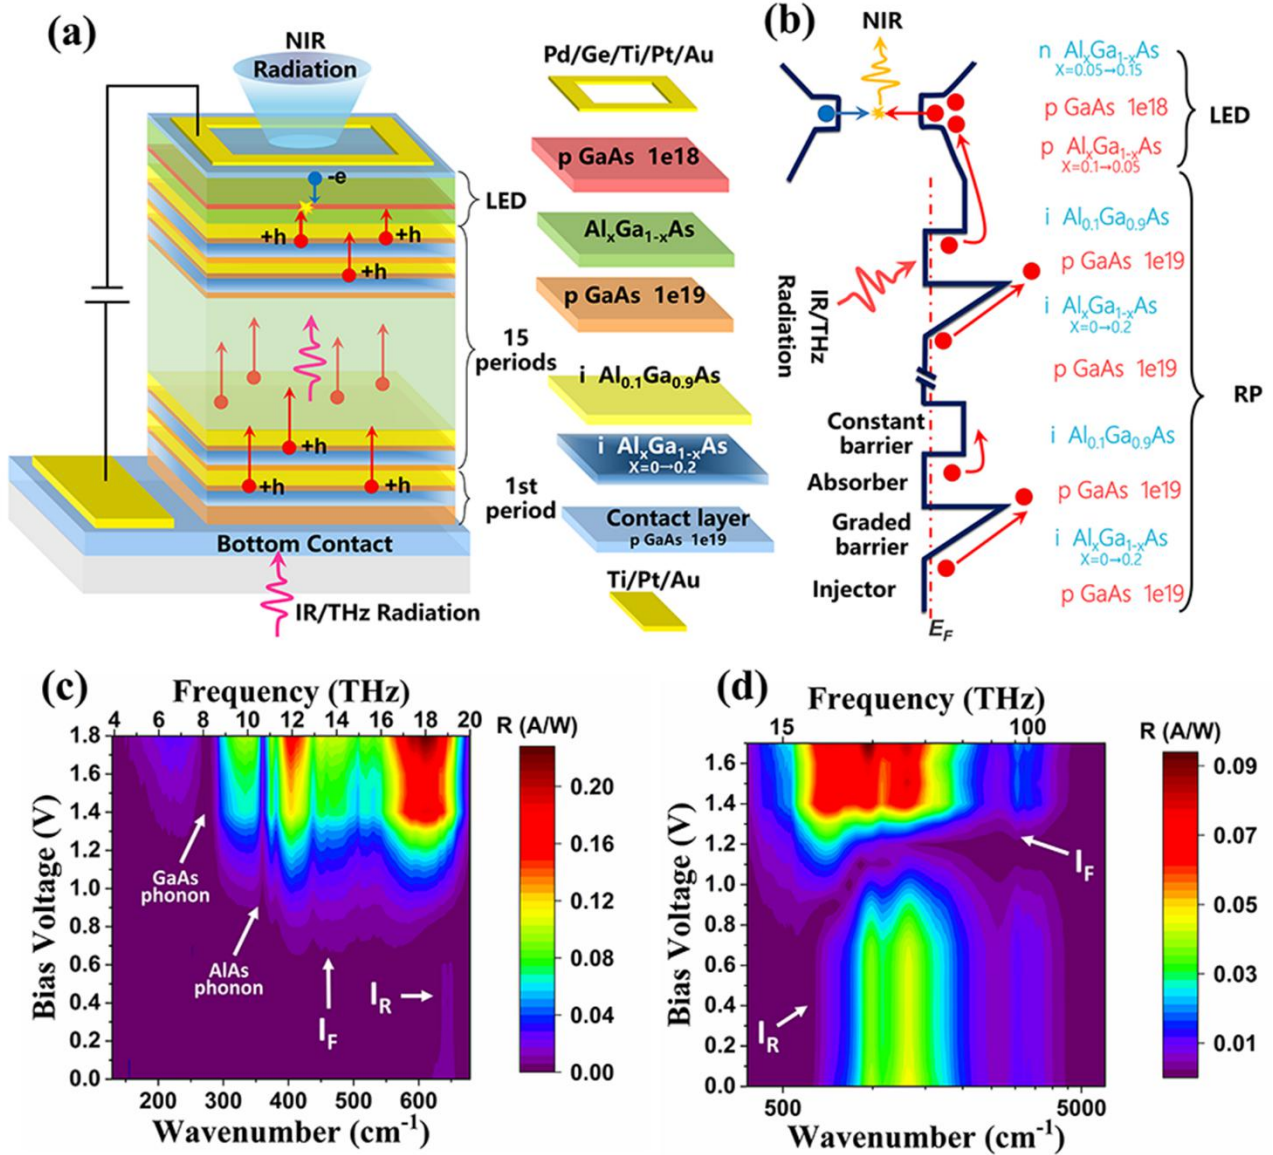 (a)
NIR
Radiation
-e
+h
+h
+h
LED
15
periods
+h
+h
+h
1st
period
Bottom Contact
IR/THz Radiation
Pd/Ge/Ti/Pt/Au
p GaAs 1e18
AlxGa1-xAs
p GaAs 1e19
i Al0.1Ga0.9As
i AlxGa1-xAs
X=0→0.2
Contact layer
p GaAs 1e19
Ti/Pt/Au
(b)
NIR
n AlxGa1-xAs
X=0.05→0.15
p GaAs 1e18
p AlxGa1-xAs
X=0.1→0.05
LED
i Al0.1Ga0.9As
p GaAs 1e19
i AlxGa1-xAs
X=0→0.2
p GaAs 1e19
i Al0.1Ga0.9As
p GaAs 1e19
i AlxGa1-xAs
X=0→0.2
p GaAs 1e19
RP
IR/THz
Radiation
Constant
barrier
Absorber
Graded
barrier
Injector
EF
(c)
Frequency (THz)
4 6 8 10 12 14 16 18 20
R (A/W)
Bias Voltage (V)
1.8
1.6
1.4
1.2
1.0
0.8
0.6
0.4
0.2
0.0
GaAs
phonon
AlAs
phonon
IF
IR
0.20
0.16
0.12
0.08
0.04
0.00
200 300 400 500 600
Wavenumber (cm-1)
(d)
Frequency (THz)
15 100
R (A/W)
Bias Voltage (V)
1.6
1.4
1.2
1.0
0.8
0.6
0.4
0.2
0.0
IF
IR
0.09
0.07
0.05
0.03
0.01
500 5000
Wavenumber (cm-1)